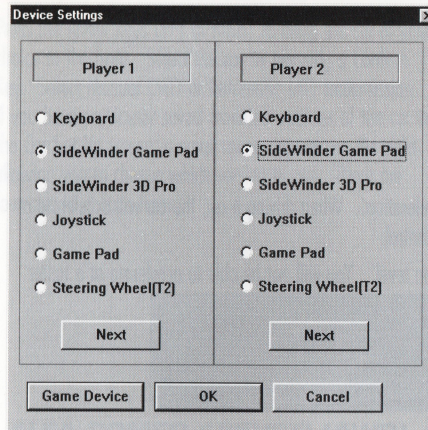 Device Settings
Player 1
Keyboard
SideWinder Game Pad
SideWinder 3D Pro
Joystick
Game Pad
Steering Wheel(T2)
Next
Player 2
Keyboard
SideWinder Game Pad
SideWinder 3D Pro
Joystick
Game Pad
Steering Wheel(T2)
Next
Game Device
OK
Cancel